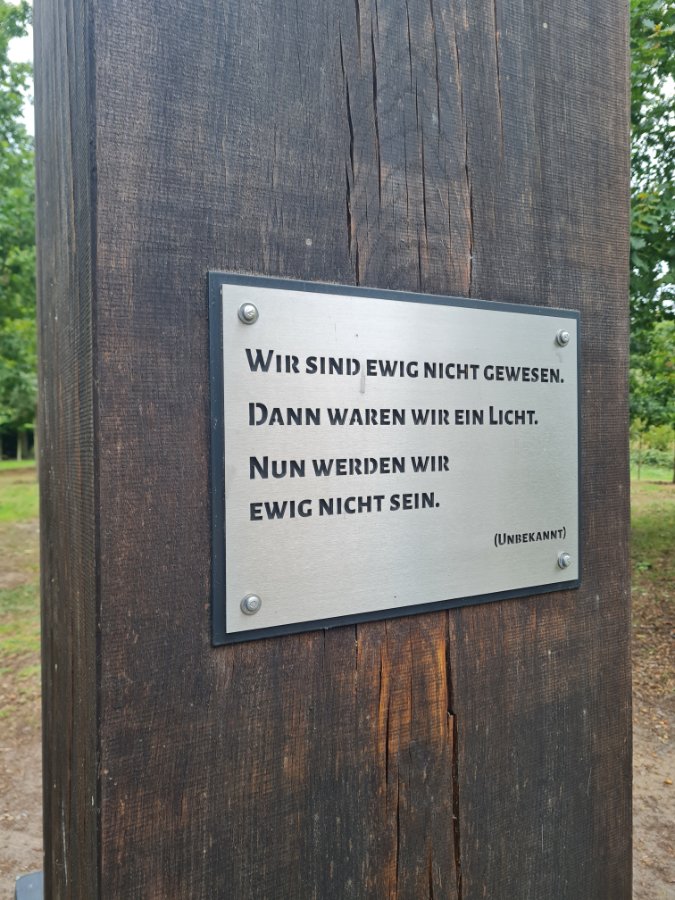 Wir sind ewig nicht gewesen.
Dann waren wir ein Licht.
Nun werden wir
ewig nicht sein.
(Unbekannt)